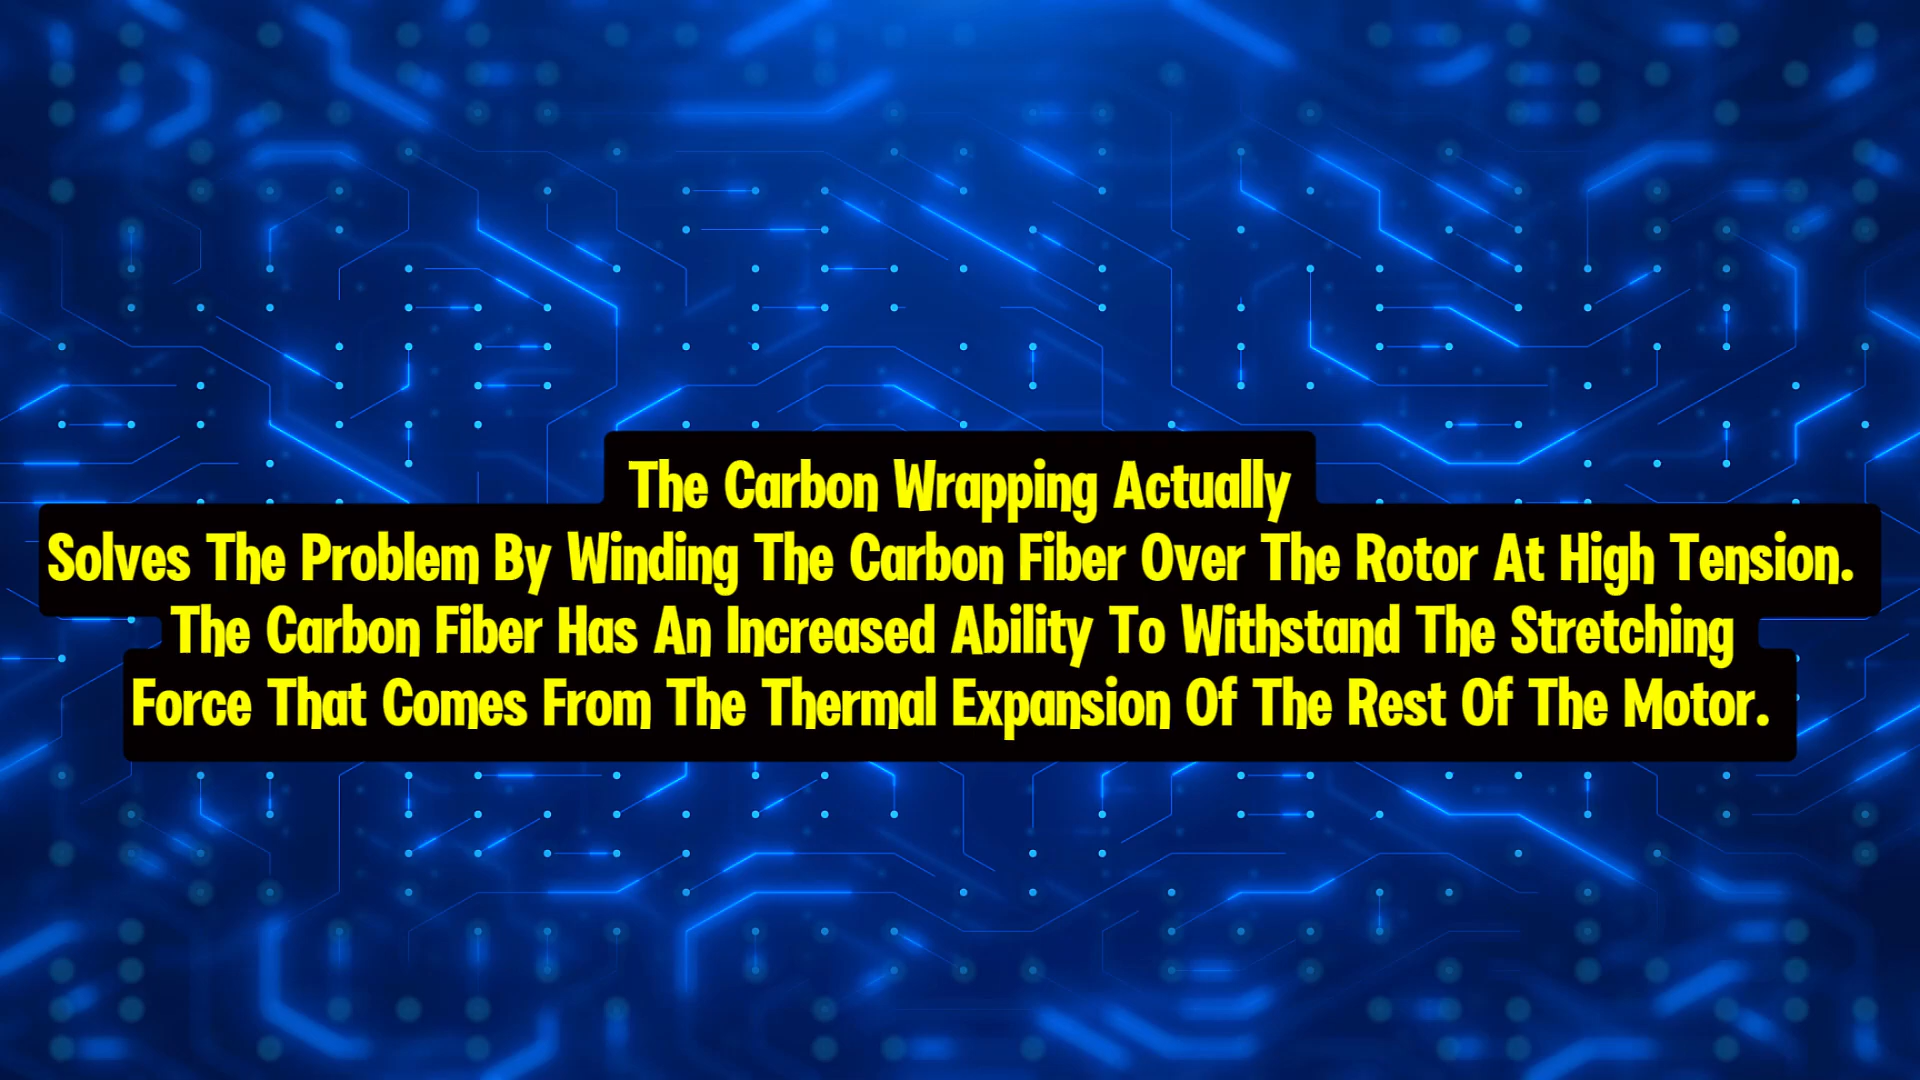 The Carbon Wrapping Actually
Solves The Problem By Winding The Carbon Fiber Over The Rotor At High Tension.
The Carbon Fiber Has An Increased Ability To Withstand The Stretching
Force That Comes From The Thermal Expansion Of The Rest Of The Motor.